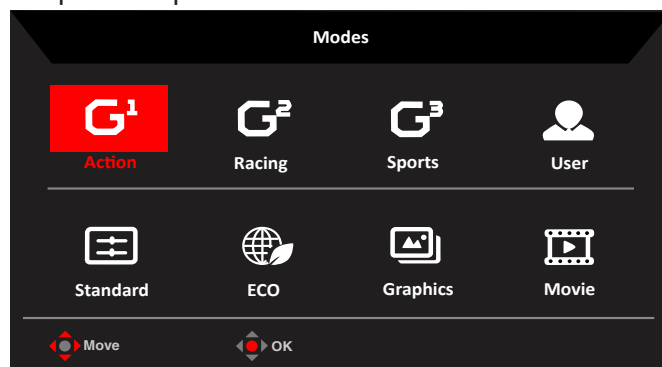 Modes
G¹ G² G³
Action Racing Sports User
Standard ECO Graphics Movie
Move OK